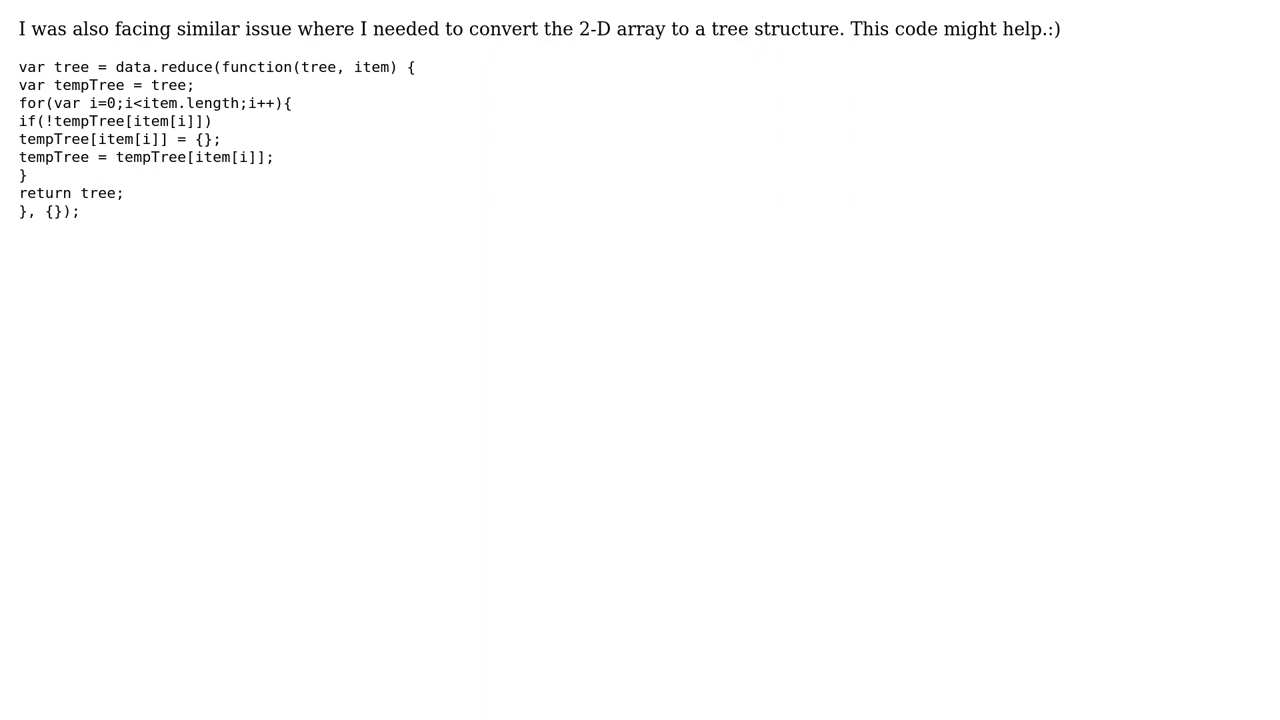 I was also facing similar issue where I needed to convert the 2-D array to a tree structure. This code might help.:)
var tree = data.reduce(function(tree, item) {
var tempTree = tree;
for(var i=0;i<item.length;i++){
if(!tempTree[item[i]])
tempTree[item[i]] = {};
tempTree = tempTree[item[i]];
}
return tree;
}, {});